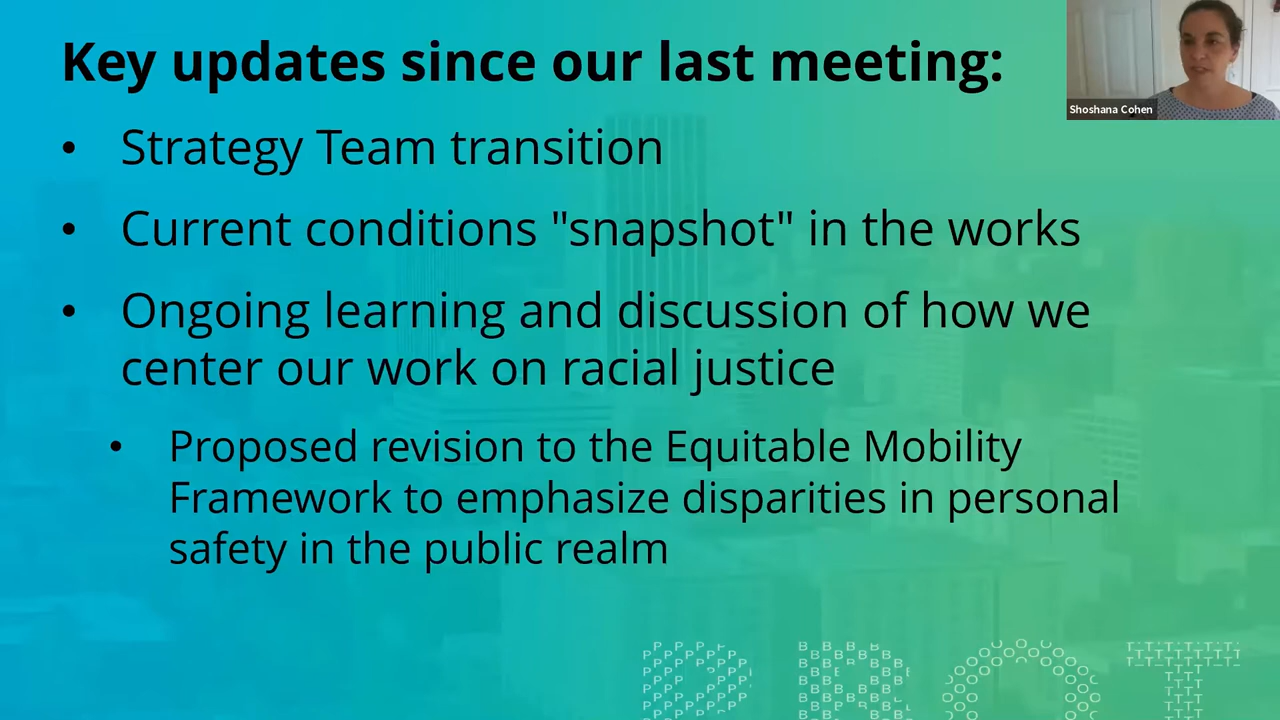 Key updates since our last meeting:
Shoshana Cohen
• Strategy Team transition
• Current conditions "snapshot" in the works
• Ongoing learning and discussion of how we
center our work on racial justice
• Proposed revision to the Equitable Mobility
Framework to emphasize disparities in personal
safety in the public realm
PBOT